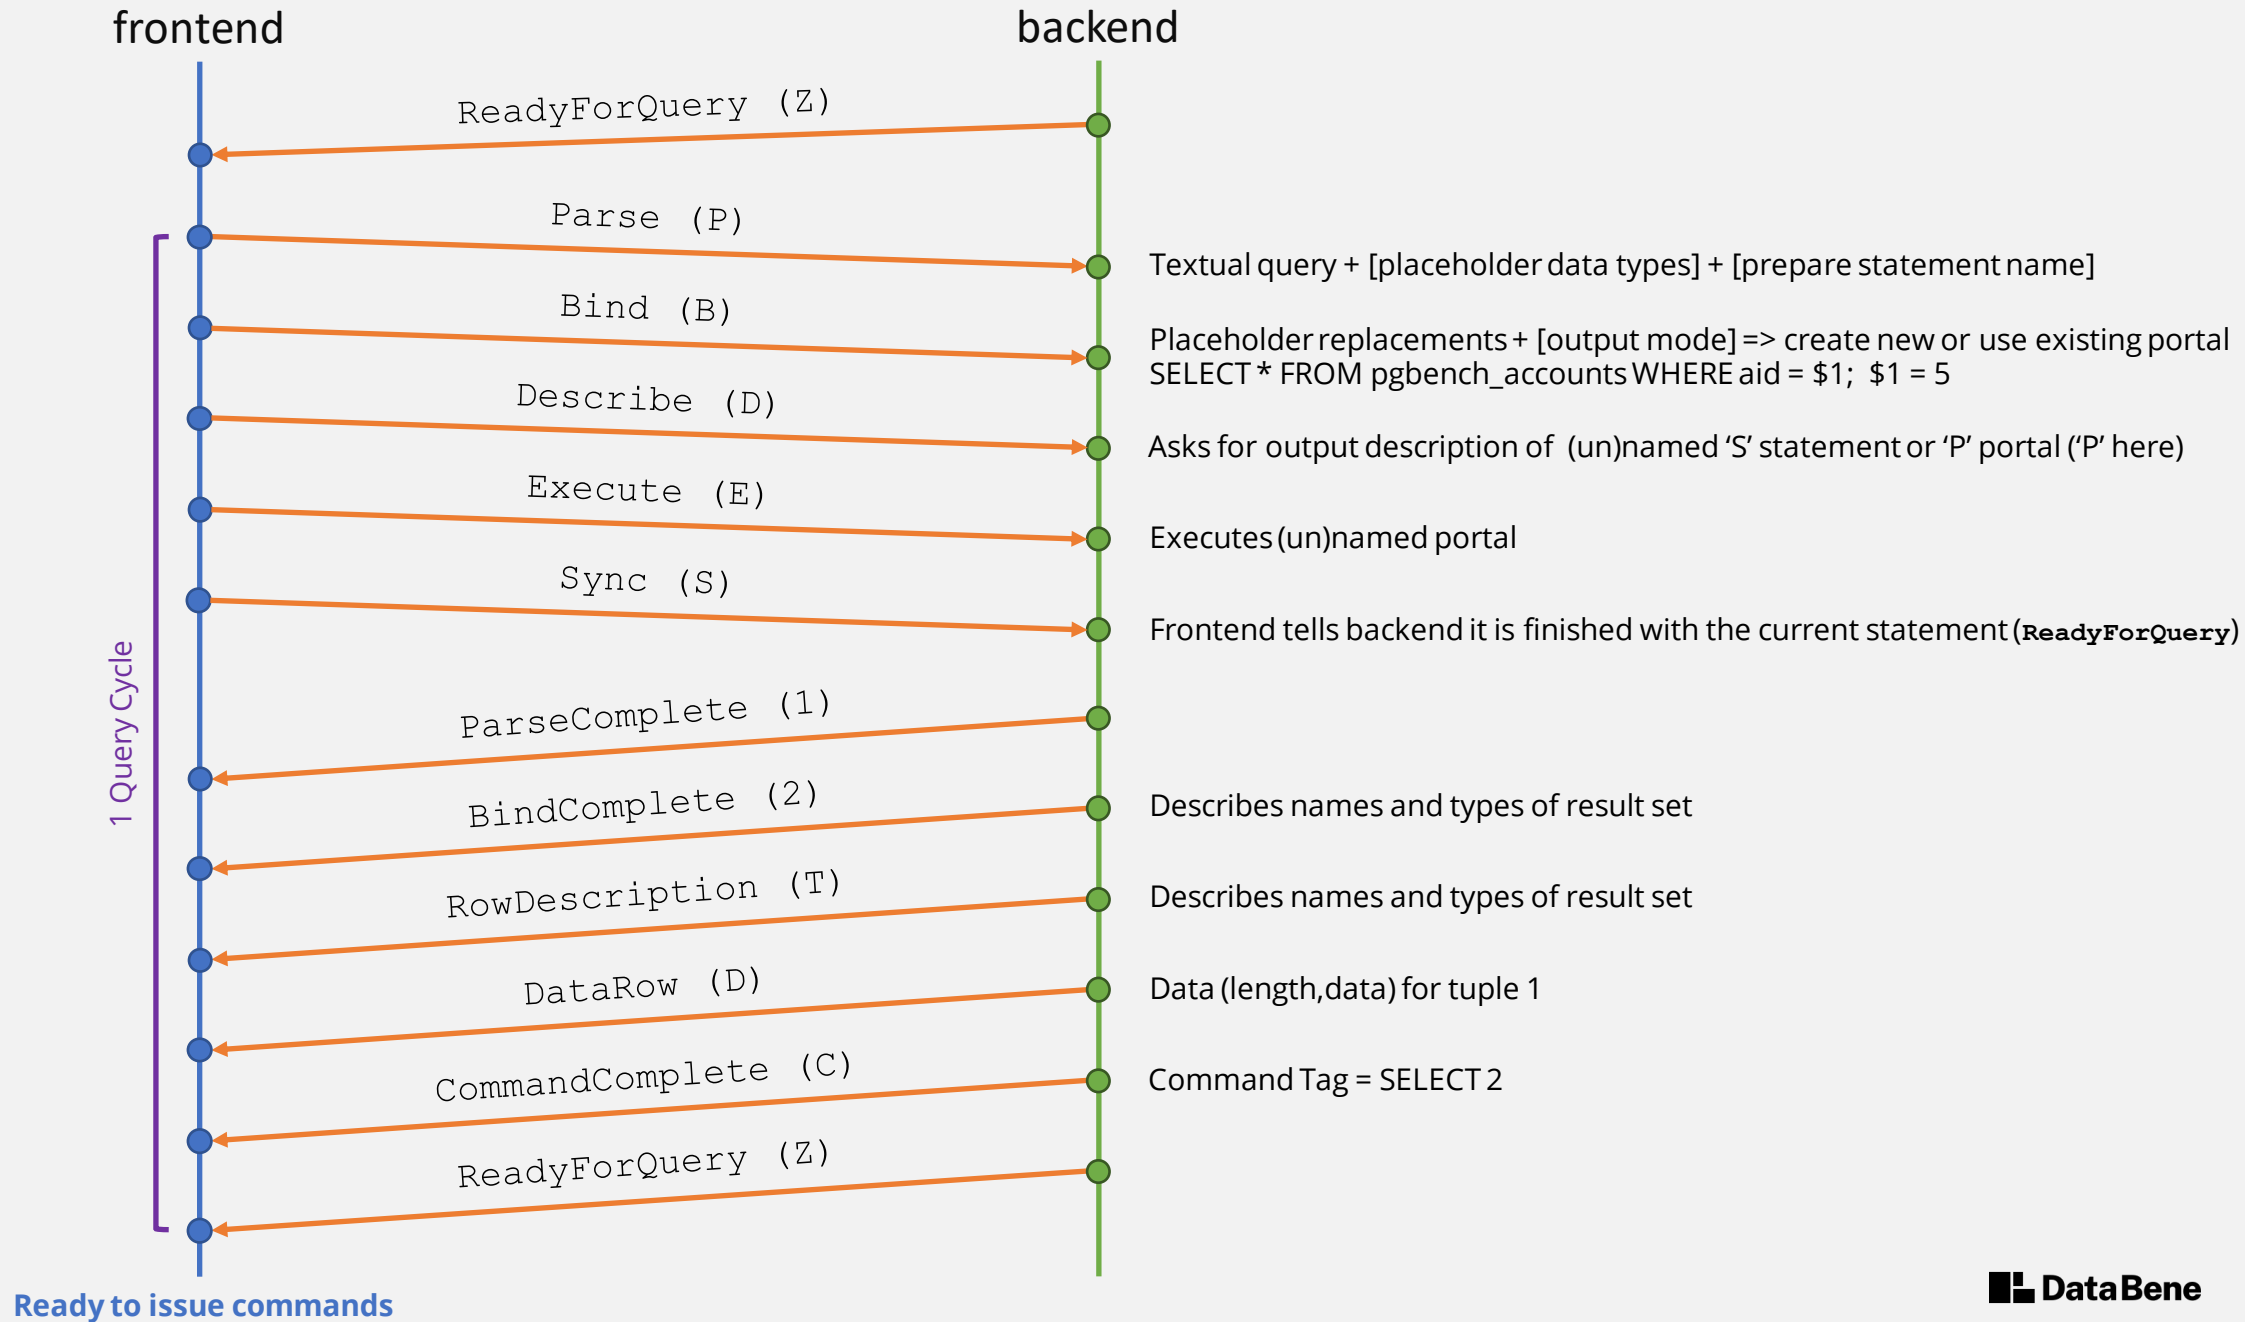 frontend
backend
ReadyForQuery (Z)
Parse (P)
Textual query + [placeholder data types] + [prepare statement name]
Bind (B)
Placeholder replacements + [output mode] => create new or use existing portal
SELECT * FROM pgbench_accounts WHERE aid = $1;  $1 = 5
Describe (D)
Asks for output description of (un)named ‘S’ statement or ‘P’ portal (‘P’ here)
Execute (E)
Executes (un)named portal
Sync (S)
Frontend tells backend it is finished with the current statement (ReadyForQuery)
1 Query Cycle
ParseComplete (1)
BindComplete (2)
Describes names and types of result set
RowDescription (T)
Describes names and types of result set
DataRow (D)
Data (length,data) for tuple 1
CommandComplete (C)
Command Tag = SELECT 2
ReadyForQuery (Z)
Ready to issue commands
Data Bene